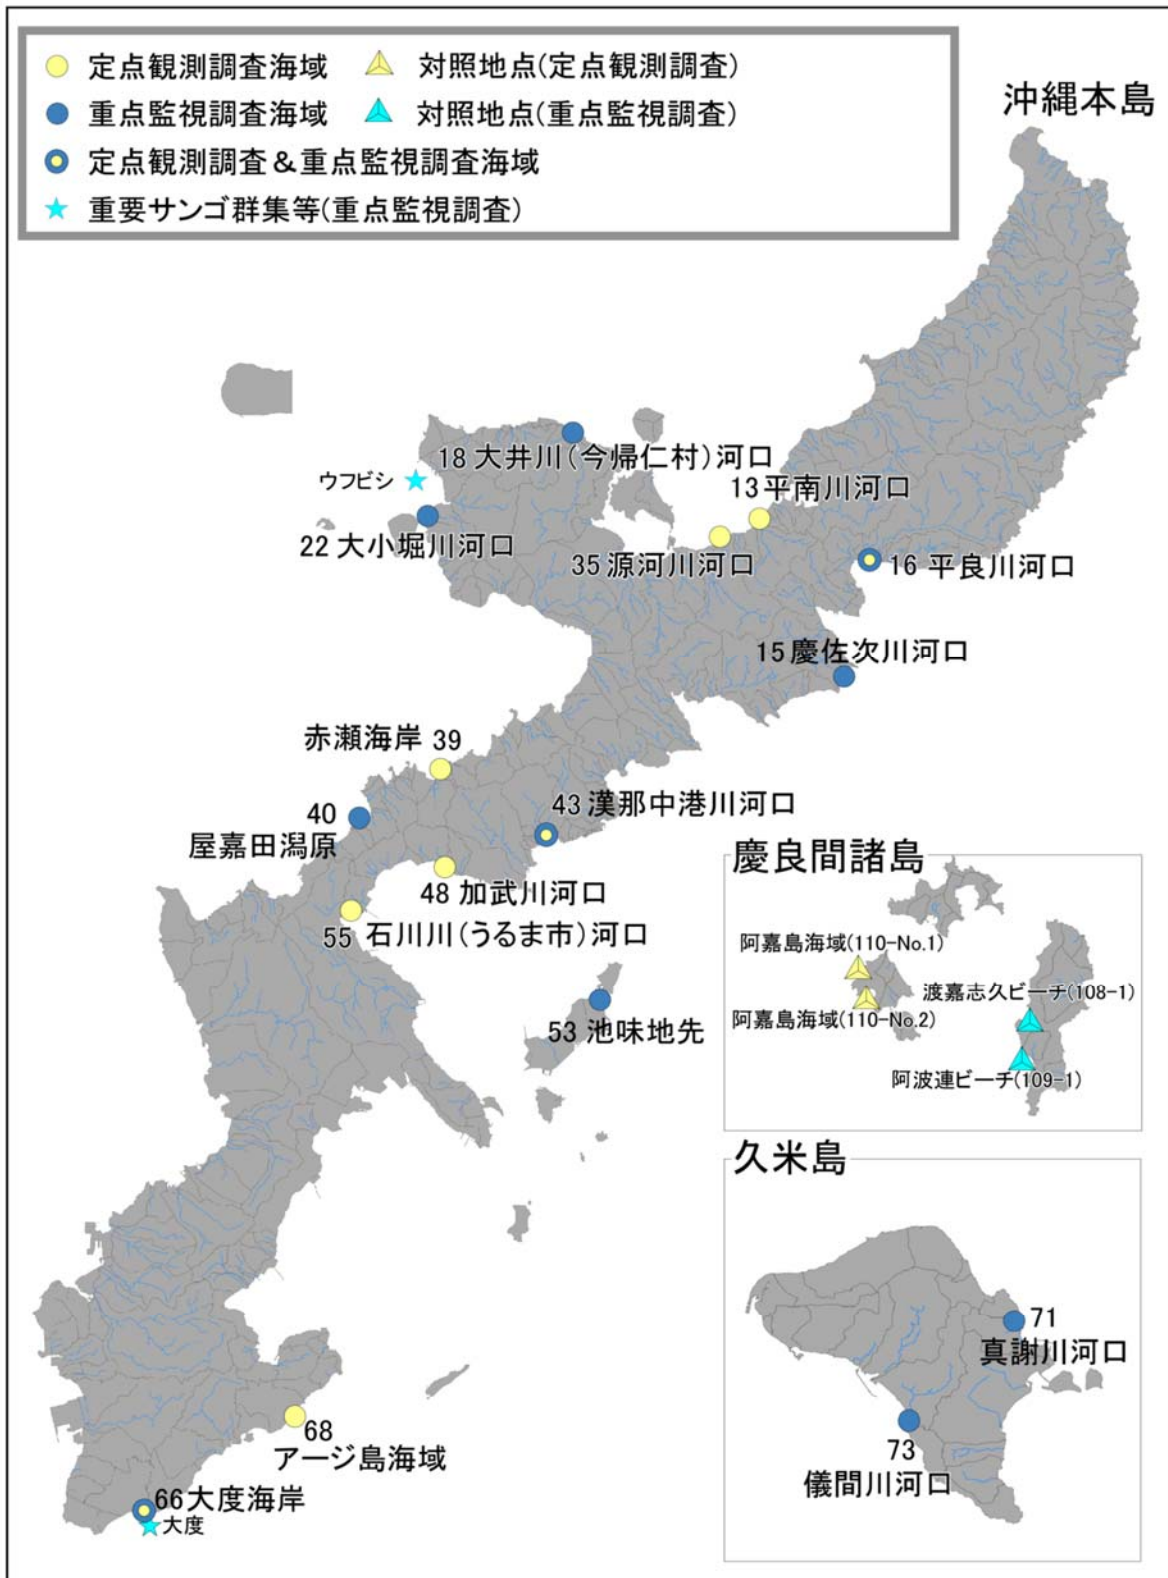 定点観測調査海域
対照地点(定点観測調査)
重点監視調査海域
対照地点(重点監視調査)
定点観測調査＆重点監視調査海域
重要サンゴ群集等(重点監視調査)
沖縄本島
18 大井川(今帰仁村)河口
ウフビシ
13 平南川河口
22 大小堀川河口
35 源河川河口
16 平良川河口
15 慶佐次川河口
赤瀬海岸 39
40
屋嘉田潟原
43 漢那中港川河口
48 加武川河口
55 石川川(うるま市)河口
53 池味地先
慶良間諸島
阿嘉島海域(110-No.1)
渡嘉志久ビーチ(108-1)
阿嘉島海域(110-No.2)
阿波連ビーチ(109-1)
久米島
71
真謝川河口
73
儀間川河口
68
アージ島海域
66 大度海岸
大度